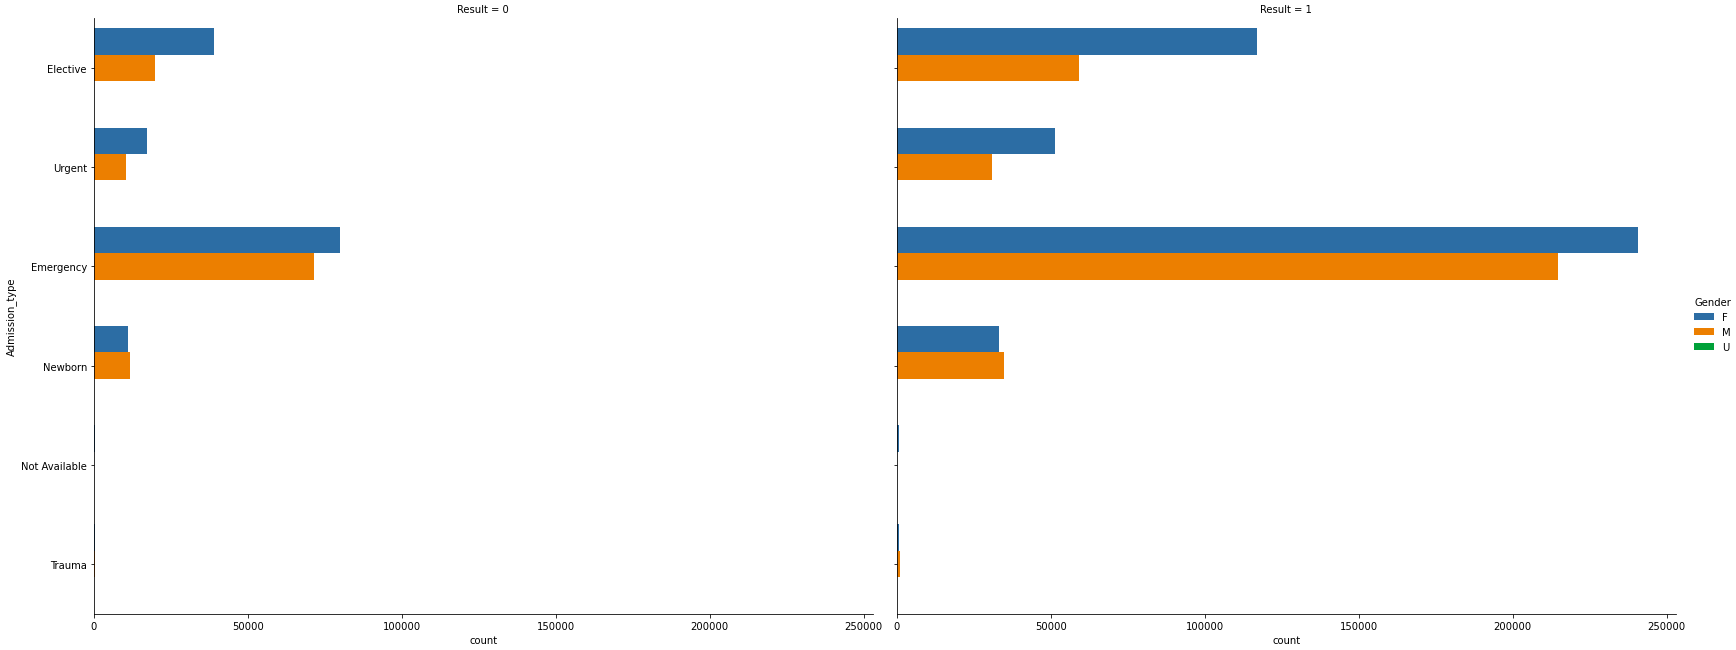 Result = 0
Result = 1
Admission_type
Elective
Urgent
Emergency
Newborn
Not Available
Trauma
0
50000
100000
150000
200000
250000
count
0
50000
100000
150000
200000
250000
count
Gender
F
M
U